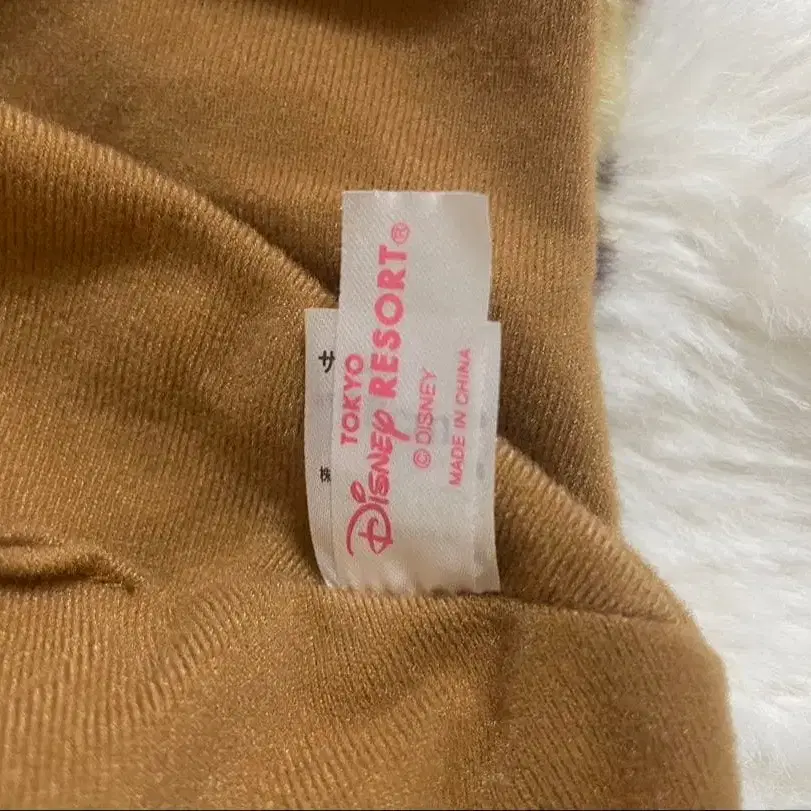 TOKYO
DISNEY RESORT®
© DISNEY
MADE IN CHINA
サ
株